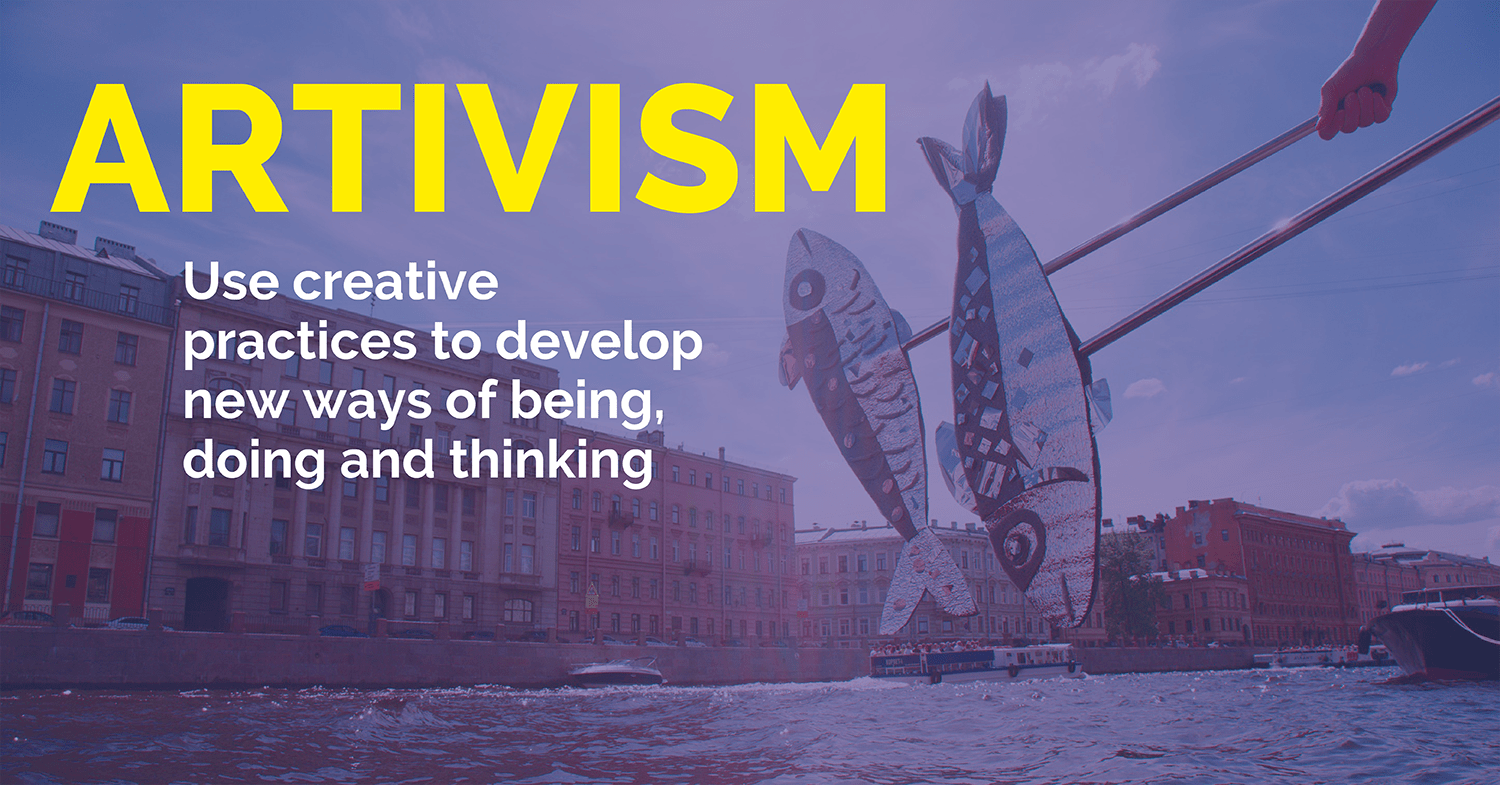 ARTIVISM
Use creative
practices to develop
new ways of being,
doing and thinking